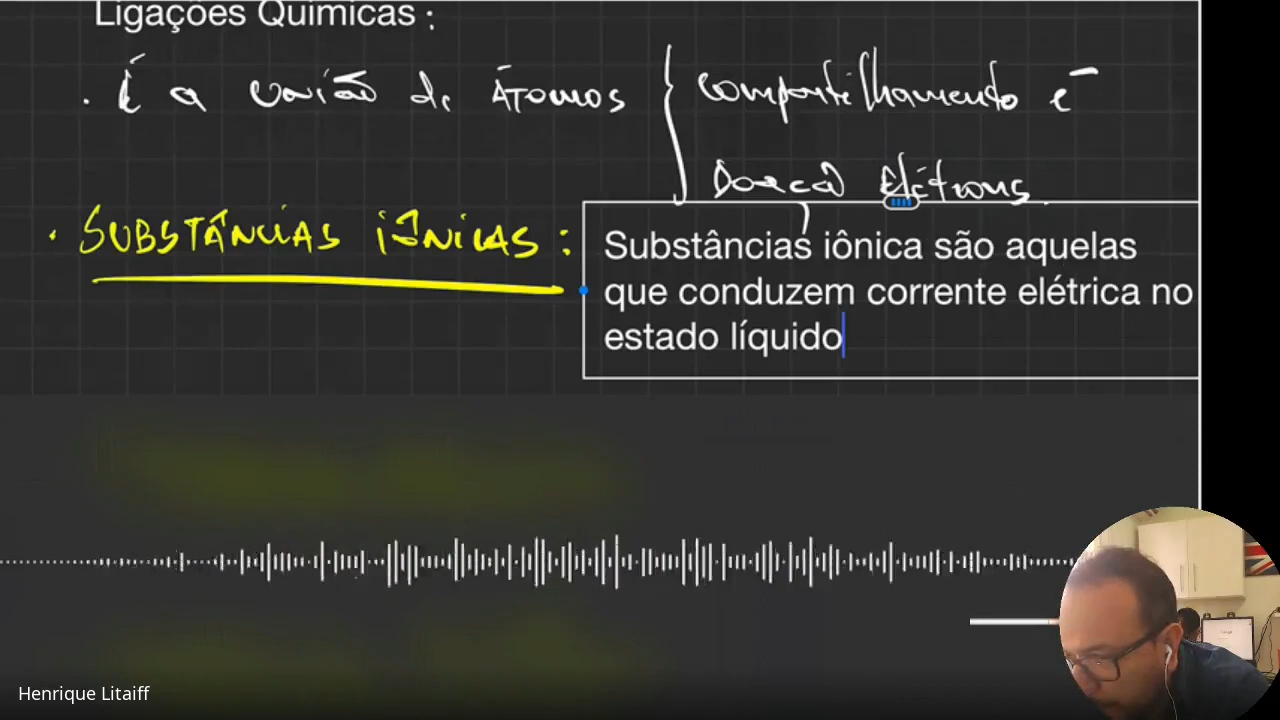 Ligações Químicas :
. É a união de Átomos { compartilhamento e
Doação Elétrons.
. SUBSTÂNCIAS IÔNICAS :
Substâncias iônica são aquelas
que conduzem corrente elétrica no
estado líquido
Henrique Litaiff